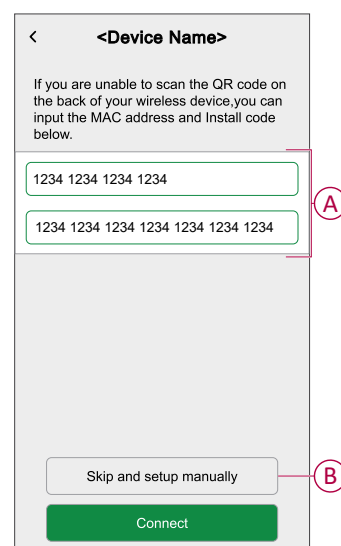 <Device Name>
If you are unable to scan the QR code on
the back of your wireless device,you can
input the MAC address and Install code
below.
1234 1234 1234 1234
A
1234 1234 1234 1234 1234 1234 1234
Skip and setup manually
B
Connect